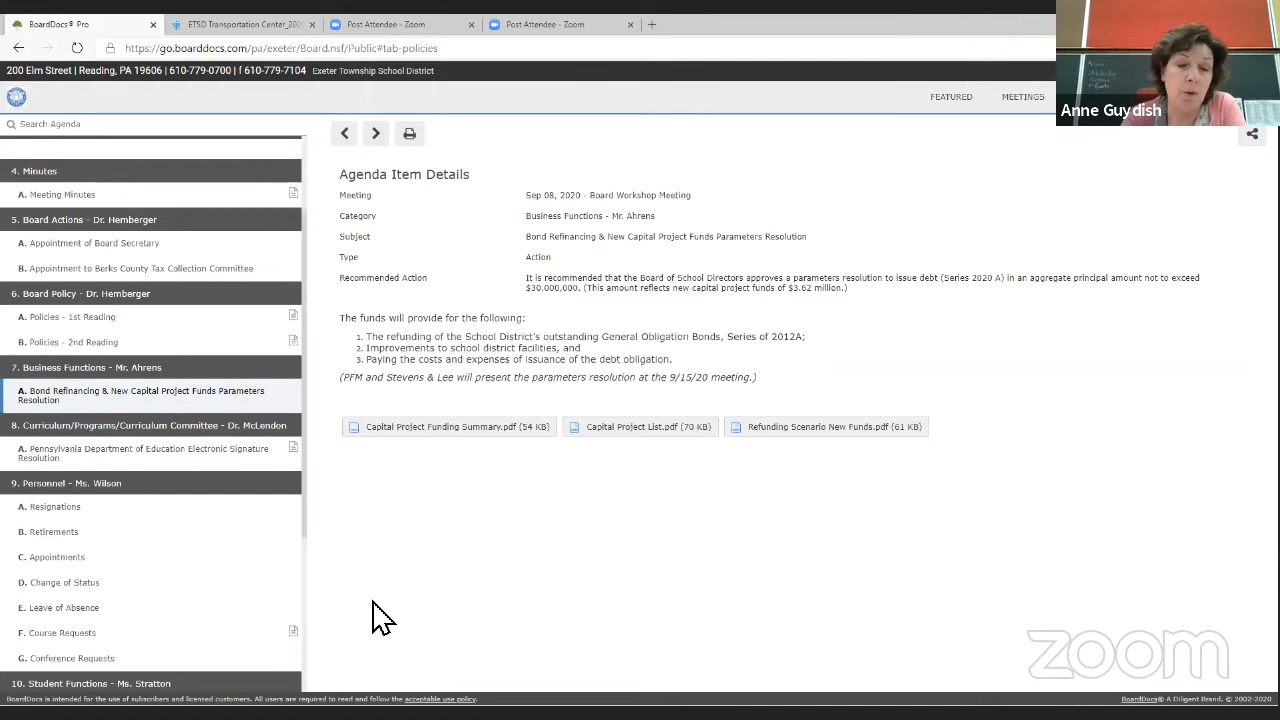 BoardDocs® Pro
ETSD Transportation Center_202
Post Attendee - Zoom
Post Attendee - Zoom
https://go.boarddocs.com/pa/exeter/Board.nsf/Public#tab-policies
200 Elm Street | Reading, PA 19606 | 610-779-0700 | f 610-779-7104 Exeter Township School District
Anne Guydish
FEATURED
MEETINGS
Search Agenda
4. Minutes
A. Meeting Minutes
5. Board Actions - Dr. Hemberger
A. Appointment of Board Secretary
B. Appointment to Berks County Tax Collection Committee
6. Board Policy - Dr. Hemberger
A. Policies - 1st Reading
B. Policies - 2nd Reading
7. Business Functions - Mr. Ahrens
A. Bond Refinancing & New Capital Project Funds Parameters
Resolution
8. Curriculum/Programs/Curriculum Committee - Dr. McLendon
A. Pennsylvania Department of Education Electronic Signature
Resolution
9. Personnel - Ms. Wilson
A. Resignations
B. Retirements
C. Appointments
D. Change of Status
E. Leave of Absence
F. Course Requests
G. Conference Requests
10. Student Functions - Ms. Stratton
Agenda Item Details
Meeting Sep 08, 2020 - Board Workshop Meeting
Category Business Functions - Mr. Ahrens
Subject Bond Refinancing & New Capital Project Funds Parameters Resolution
Type Action
Recommended Action It is recommended that the Board of School Directors approves a parameters resolution to issue debt (Series 2020 A) in an aggregate principal amount not to exceed
$30,000,000. (This amount reflects new capital project funds of $3.62 million.)
The funds will provide for the following:
1. The refunding of the School District's outstanding General Obligation Bonds, Series of 2012A;
2. Improvements to school district facilities, and
3. Paying the costs and expenses of issuance of the debt obligation.
(PFM and Stevens & Lee will present the parameters resolution at the 9/15/20 meeting.)
Capital Project Funding Summary.pdf (54 KB)
Capital Project List.pdf (70 KB)
Refunding Scenario New Funds.pdf (61 KB)
zoom
BoardDocs is intended for the use of subscribers and licensed customers. All users are required to read and follow the acceptable use policy.
BoardDocs® A Diligent Brand, © 2002-2020